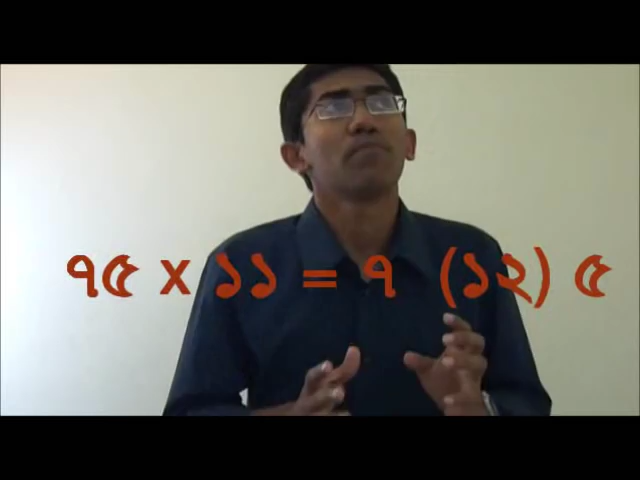 ৭৫ x ১১ = ৭ (১২) ৫